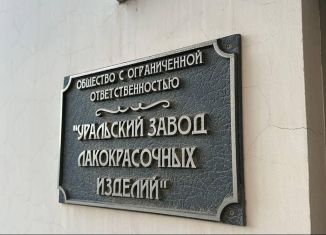 ОБЩЕСТВО С ОГРАНИЧЕННОЙ
ОТВЕТСТВЕННОСТЬЮ
"УРАЛЬСКИЙ ЗАВОД
ЛАКОКРАСОЧНЫХ
ИЗДЕЛИЙ"